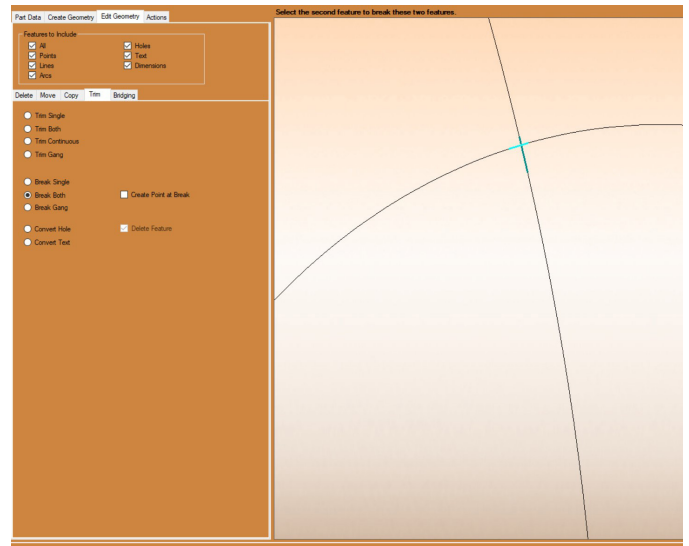 Part Data Create Geometry Edit Geometry Actions
Select the second feature to break these two features.
Features to Include
All Holes
Points Text
Lines Dimensions
Arcs
Delete Move Copy Trim Bridging
Trim Single
Trim Both
Trim Continuous
Trim Gang
Break Single
Break Both Create Point at Break
Break Gang
Convert Hole Delete Feature
Convert Text